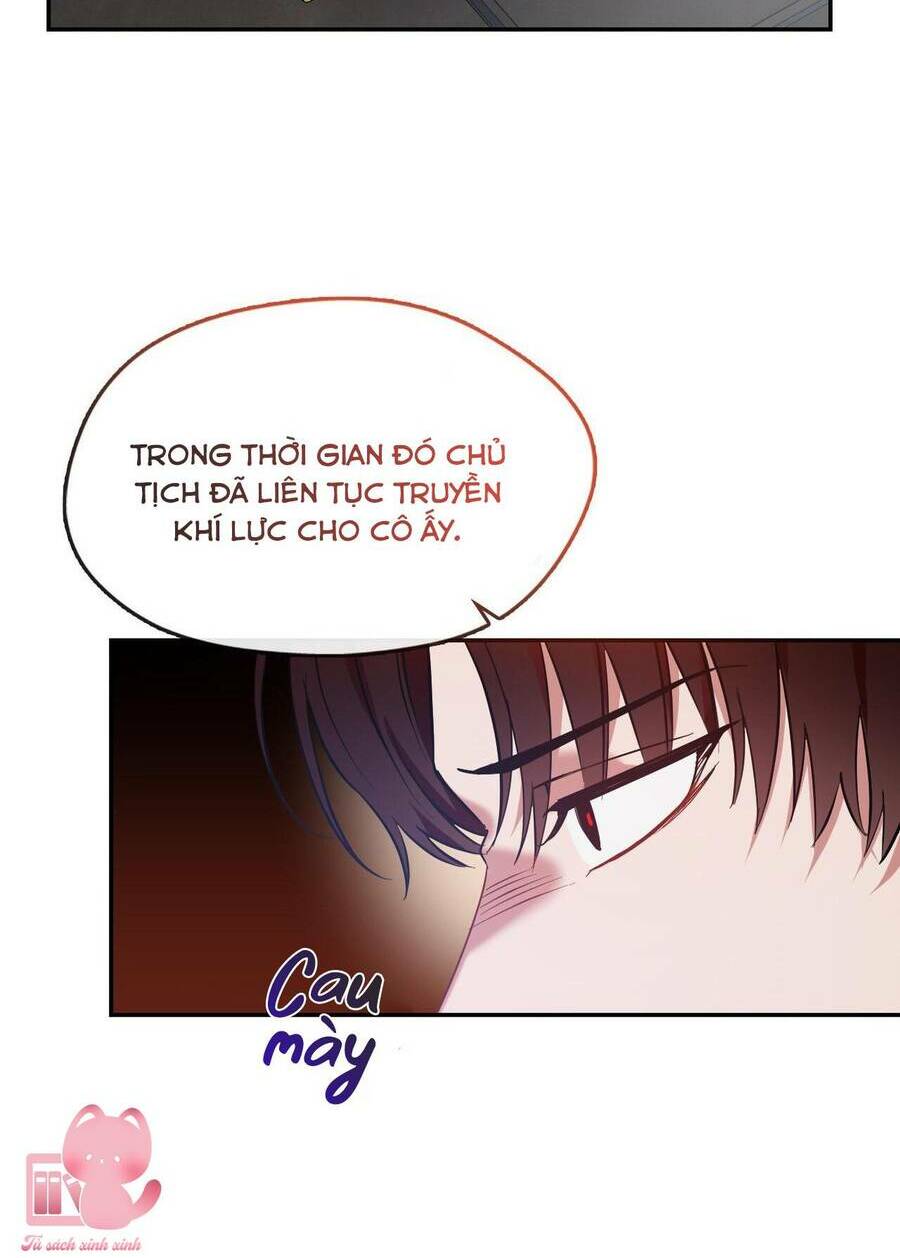 TRONG THỜI GIAN ĐÓ CHỦ
TỊCH ĐÃ LIÊN TỤC TRUYỀN
KHÍ LỰC CHO CÔ ẤY.
Cau
mày
Tủ sách xinh xinh